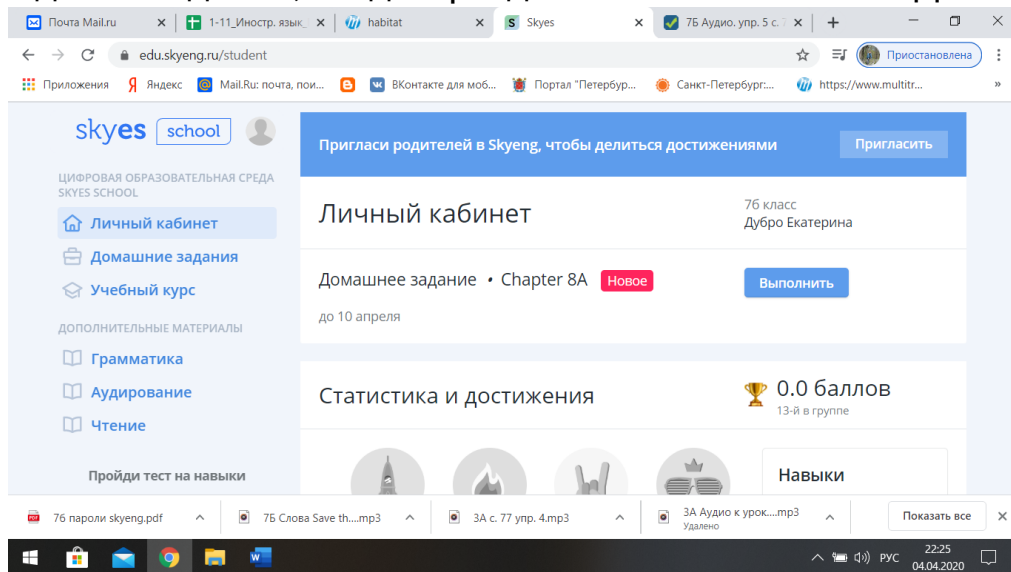 Почта Mail.ru
1-11_Иностр. язык_
habitat
Skyes
7Б Аудио. упр. 5 с. 7
edu.skyeng.ru/student
Приостановлена
Приложения
Яндекс
Mail.Ru: почта, пои...
ВКонтакте для моб...
Портал "Петербур...
Санкт-Петербург:...
https://www.multitr...
»
skyes school
ЦИФРОВАЯ ОБРАЗОВАТЕЛЬНАЯ СРЕДА
SKYES SCHOOL
Личный кабинет
Домашние задания
Учебный курс
ДОПОЛНИТЕЛЬНЫЕ МАТЕРИАЛЫ
Грамматика
Аудирование
Чтение
Пройди тест на навыки
Пригласи родителей в Skyeng, чтобы делиться достижениями
Пригласить
Личный кабинет
7б класс
Дубро Екатерина
Домашнее задание • Chapter 8A Новое
Выполнить
до 10 апреля
Статистика и достижения
0.0 баллов
13-й в группе
Навыки
7б пароли skyeng.pdf
7Б Слова Save th....mp3
3А с. 77 упр. 4.mp3
3А Аудио к урок....mp3
Удалено
Показать все
РУС
22:25
04.04.2020